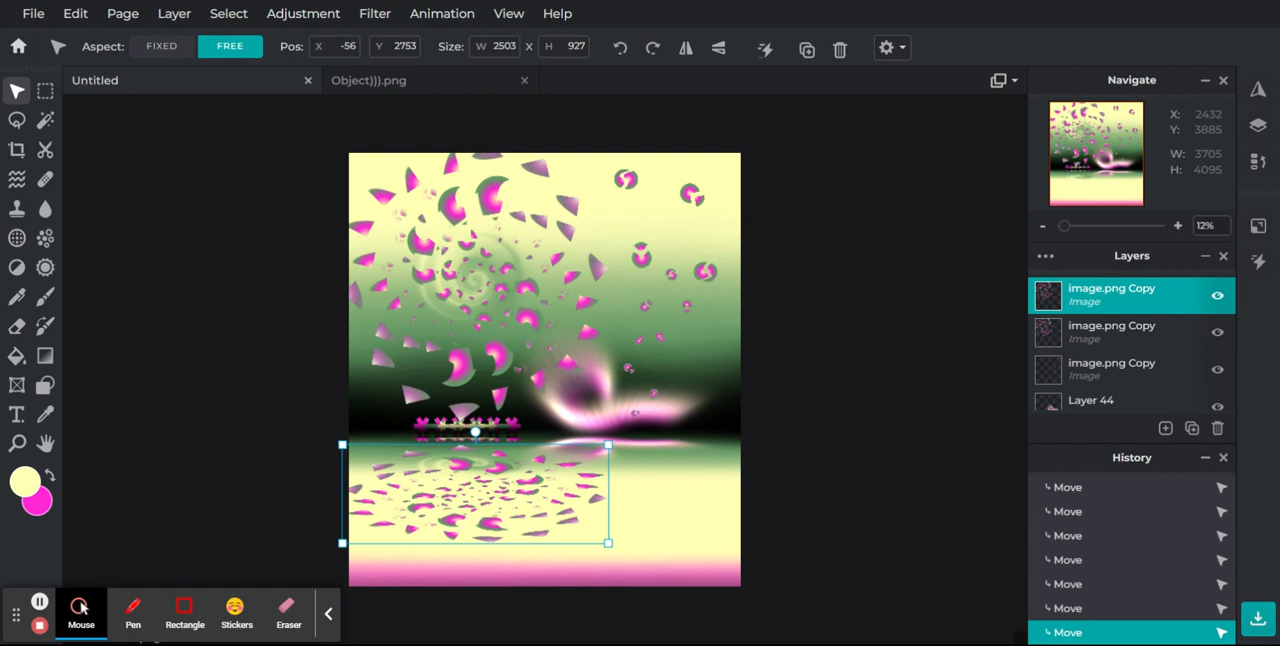 File Edit Page Layer Select Adjustment Filter Animation View Help
Aspect: FIXED FREE Pos: X -56 Y 2753 Size: W 2503 X H 927
Untitled Object))).png
Navigate
X: 2432
Y: 3885
W: 3705
H: 4095
- + 12%
Layers
image.png Copy
Image
image.png Copy
Image
image.png Copy
Image
Layer 44
History
Move
Move
Move
Move
Move
Move
Move
Mouse Pen Rectangle Stickers Eraser